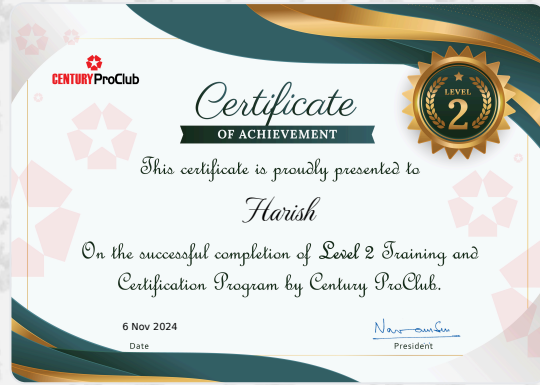 CENTURY ProClub
Certificate
OF ACHIEVEMENT
LEVEL
2
This certificate is proudly presented to
Harish
On the successful completion of Level 2 Training and
Certification Program by Century ProClub.
6 Nov 2024
Date
President